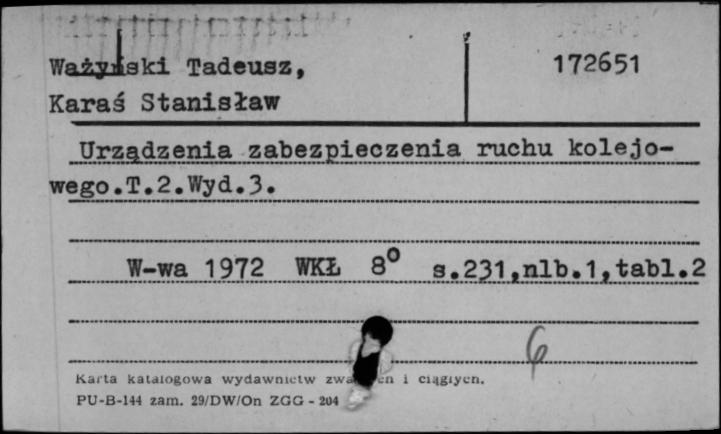 Ważyński Tadeusz,
172651
Karaś Stanisław
Urządzenia zabezpieczenia ruchu kolejo-
wego.T.2.Wyd.3.
W-wa 1972 WKŁ 8° s.231,nlb.1,tabl.2
6
Karta katalogowa wydawnictw i ciągłych.
PU-B-144 zam. 29/DW/On ZGG - 204